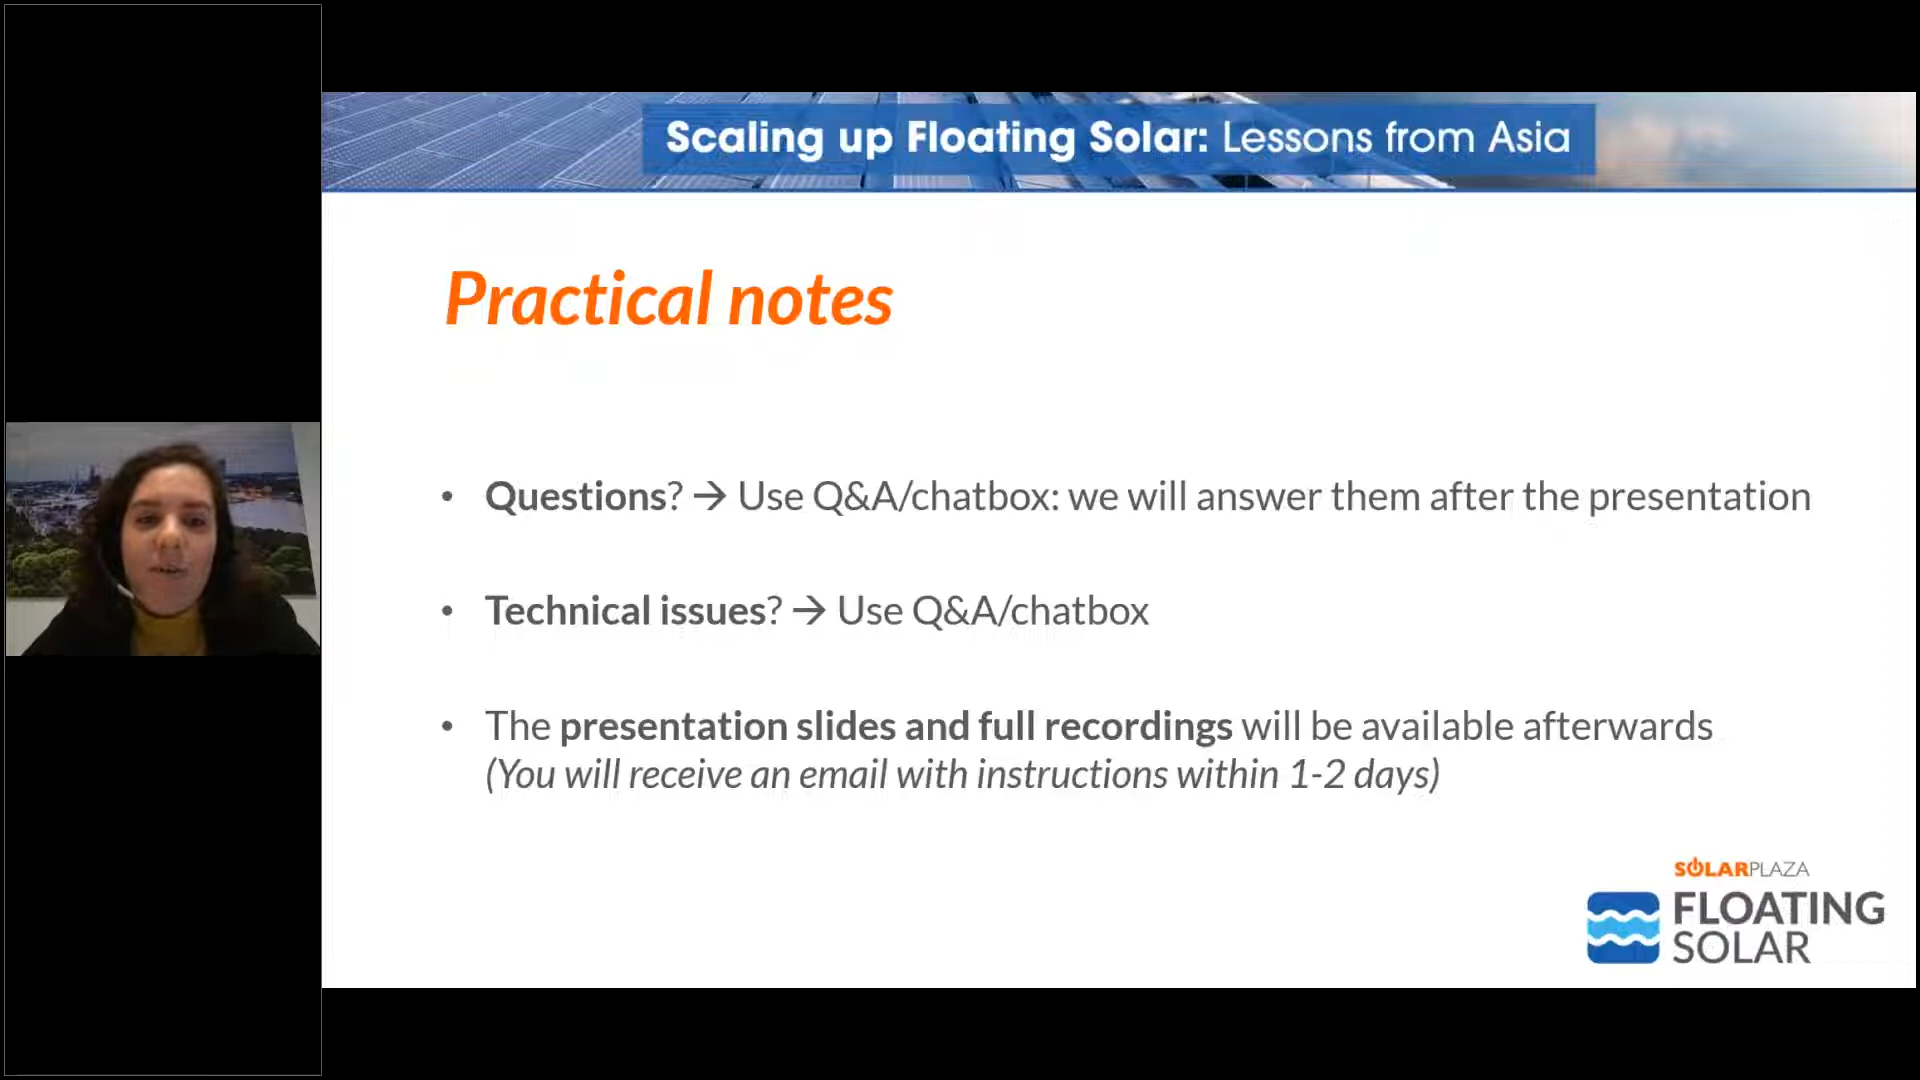 Scaling up Floating Solar: Lessons from Asia
Practical notes
• Questions? → Use Q&A/chatbox: we will answer them after the presentation
• Technical issues? → Use Q&A/chatbox
• The presentation slides and full recordings will be available afterwards
(You will receive an email with instructions within 1-2 days)
SOLARPLAZA
FLOATING
SOLAR